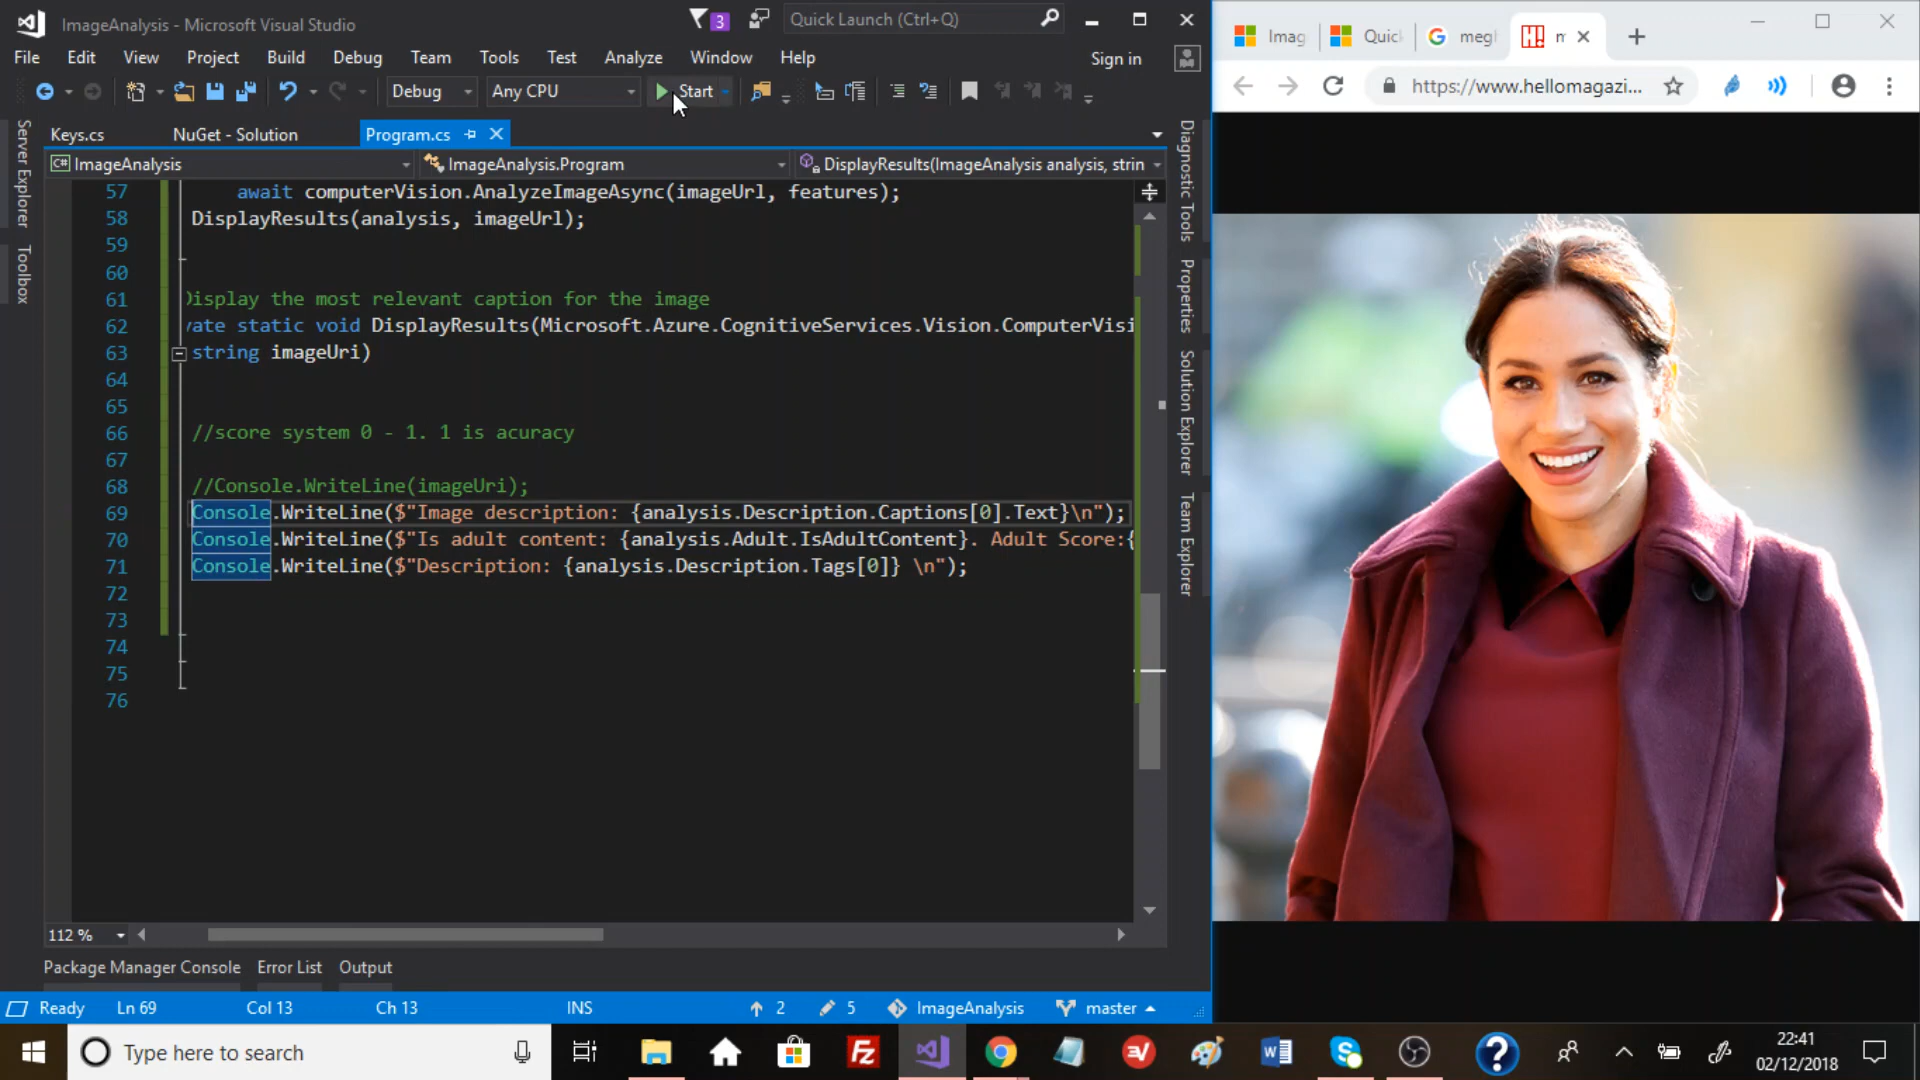 ImageAnalysis - Microsoft Visual Studio
3
Quick Launch (Ctrl+Q)
File Edit View Project Build Debug Team Tools Test Analyze Window Help
Sign in
Debug
Any CPU
Start
Keys.cs
NuGet - Solution
Program.cs
C# ImageAnalysis
ImageAnalysis.Program
DisplayResults(ImageAnalysis analysis, strin
Server Explorer
Toolbox
57 await computerVision.AnalyzeImageAsync(imageUrl, features);
58 DisplayResults(analysis, imageUrl);
59
60
61 Display the most relevant caption for the image
62 vate static void DisplayResults(Microsoft.Azure.CognitiveServices.Vision.ComputerVisi
63 string imageUri)
64
65
66 //score system 0 - 1. 1 is acuracy
67
68 //Console.WriteLine(imageUri);
69 Console.WriteLine($"Image description: {analysis.Description.Captions[0].Text}\n");
70 Console.WriteLine($"Is adult content: {analysis.Adult.IsAdultContent}. Adult Score:{
71 Console.WriteLine($"Description: {analysis.Description.Tags[0]} \n");
72
73
74
75
76
Diagnostic Tools
Properties
Solution Explorer
Team Explorer
112 %
Package Manager Console Error List Output
Ready Ln 69 Col 13 Ch 13 INS 2 5 ImageAnalysis master
Imag
Quick
G megh
H! m
https://www.hellomagazi...
Type here to search
Fz
W
S
?
22:41
02/12/2018